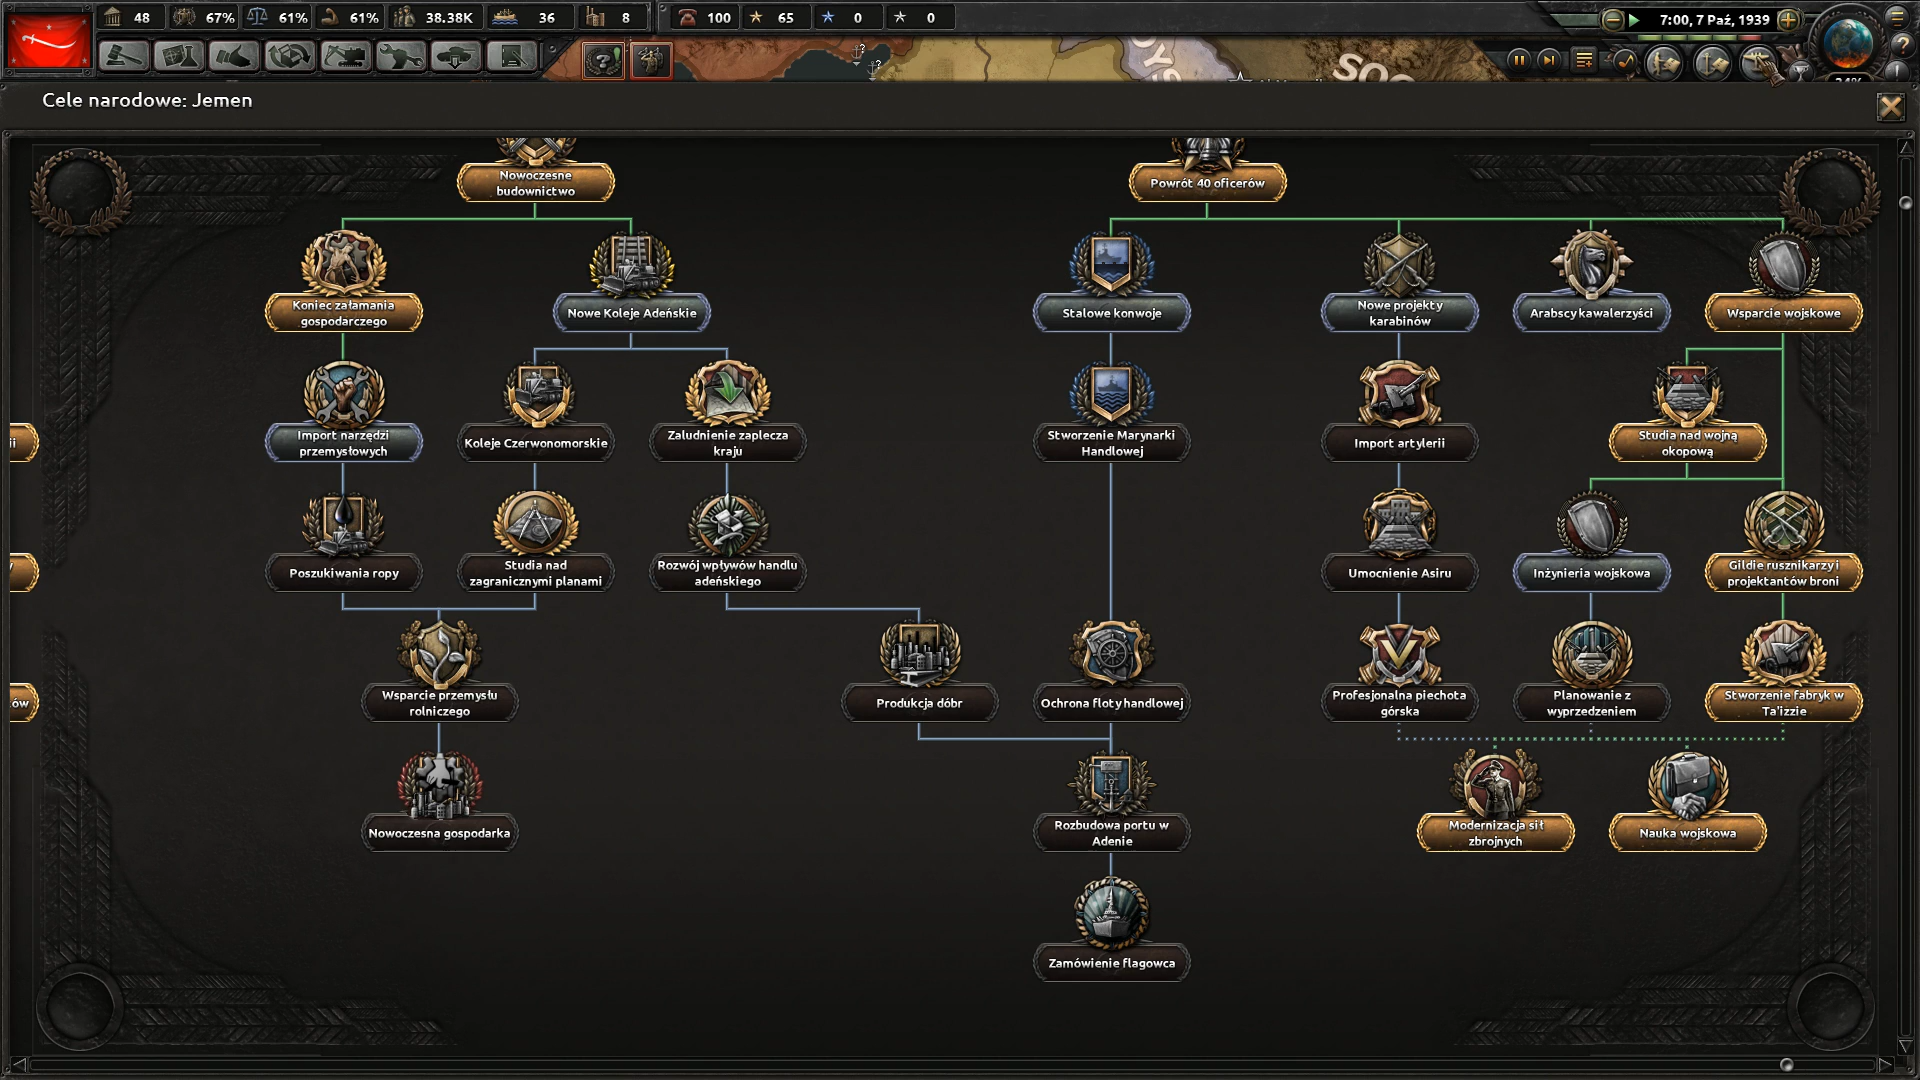 48
67%
61%
61%
38.38K
36
8
100
65
0
0
7:00, 7 Paź, 1939
Cele narodowe: Jemen
Nowoczesne
budownictwo
Powrót 40 oficerów
Koniec załamania
gospodarczego
Nowe Koleje Adeńskie
Stalowe konwoje
Nowe projekty
karabinów
Arabscy kawalerzyści
Wsparcie wojskowe
Import narzędzi
przemysłowych
Koleje Czerwonomorskie
Zaludnienie zaplecza
kraju
Stworzenie Marynarki
Handlowej
Import artylerii
Studia nad wojną
okopową
Poszukiwania ropy
Studia nad
zagranicznymi planami
Rozwój wpływów handlu
adeńskiego
Umocnienie Asiru
Inżynieria wojskowa
Gildie rusznikarzy i
projektantów broni
ów
Wsparcie przemysłu
rolniczego
Produkcja dóbr
Ochrona floty handlowej
Profesjonalna piechota
górska
Planowanie z
wyprzedzeniem
Stworzenie fabryk w
Ta'izzie
Nowoczesna gospodarka
Rozbudowa portu w
Adenie
Modernizacja sił
zbrojnych
Nauka wojskowa
Zamówienie flagowca